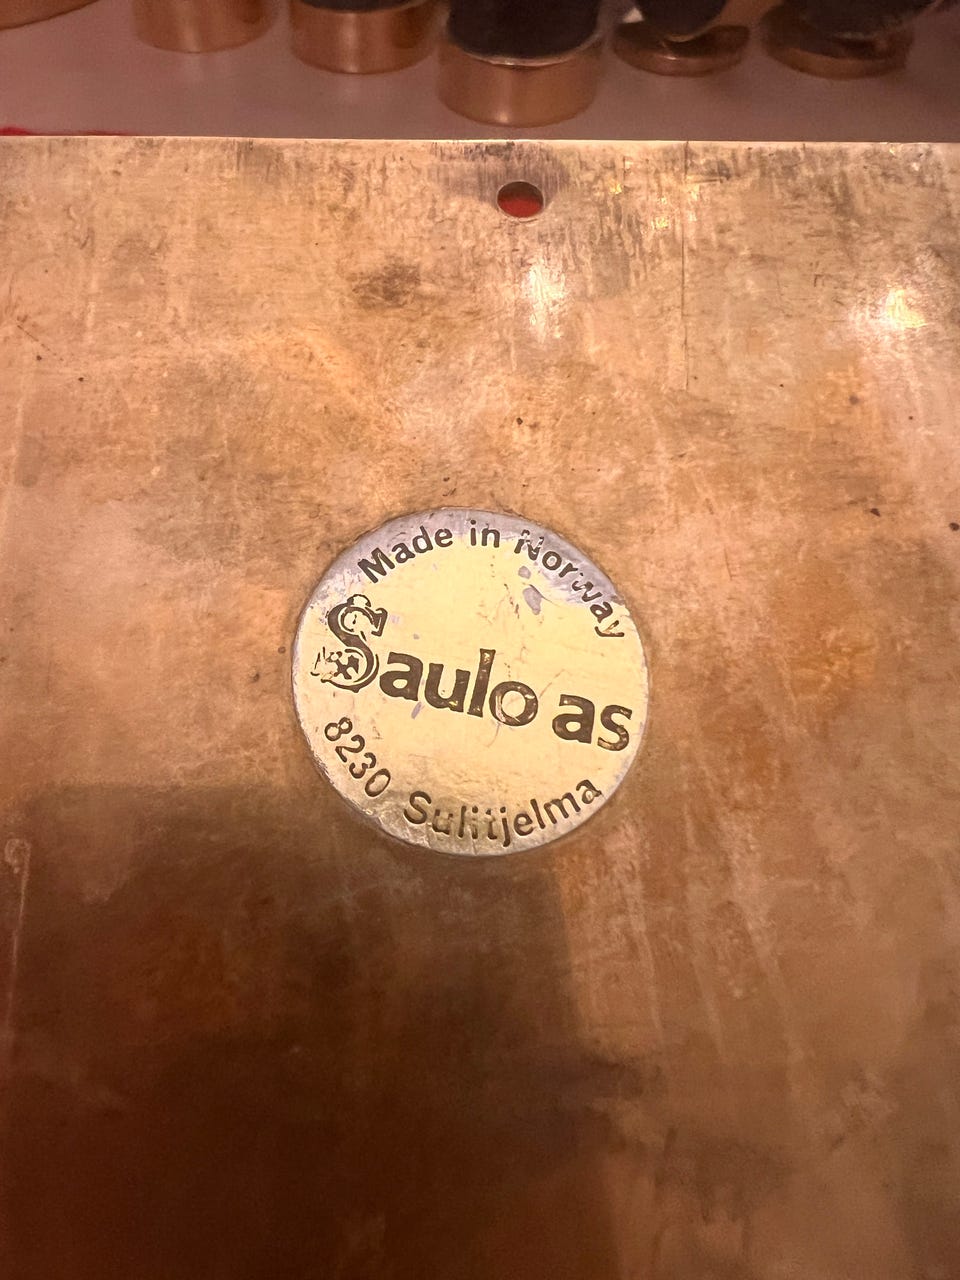 Made in Norway
Saulo as
8230 Sulitjelma